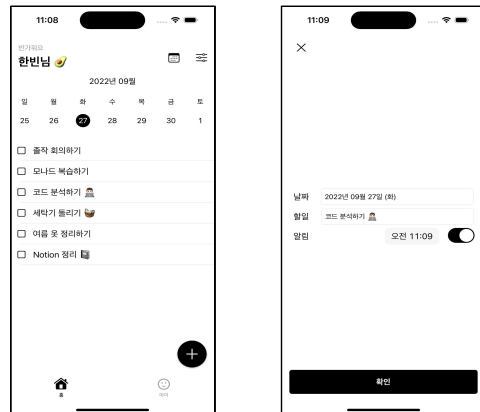 11:08
반가워요
한빈님 🥑
2022년 09월
일 월 화 수 목 금 토
25 26 27 28 29 30 1
졸작 회의하기
모나드 복습하기
코드 분석하기 👨🏻‍💻
세탁기 돌리기 🧺
여름 옷 정리하기
Notion 정리 📓
+
홈
11:09
날짜 2022년 09월 27일 (화)
할일 코드 분석하기 👨🏻‍💻
알림 오전 11:09
확인